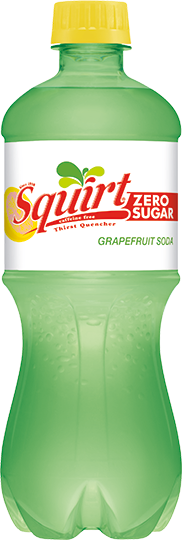 Squirt
ZERO
SUGAR
caffeine free
Thirst Quencher
GRAPEFRUIT SODA